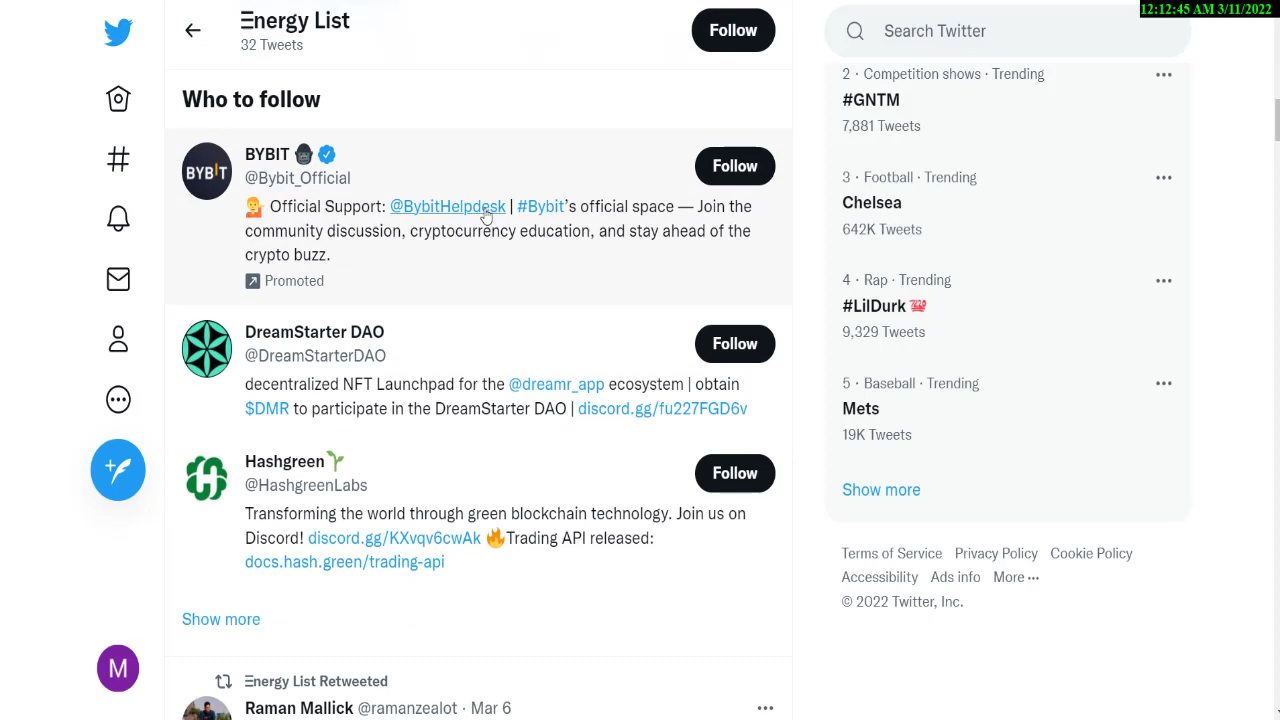 12:12:45 AM 3/11/2022
Ξnergy List
32 Tweets
Follow
Search Twitter
Who to follow
BYBIT
@Bybit_Official
Follow
💁 Official Support: @BybitHelpdesk | #Bybit's official space — Join the
community discussion, cryptocurrency education, and stay ahead of the
crypto buzz.
Promoted
BYBIT
DreamStarter DAO
@DreamStarterDAO
Follow
decentralized NFT Launchpad for the @dreamr_app ecosystem | obtain
$DMR to participate in the DreamStarter DAO | discord.gg/fu227FGD6v
Hashgreen🌱
@HashgreenLabs
Follow
Transforming the world through green blockchain technology. Join us on
Discord! discord.gg/KXvqv6cwAk 🔥Trading API released:
docs.hash.green/trading-api
Show more
Ξnergy List Retweeted
Raman Mallick @ramanzealot · Mar 6
M
2 · Competition shows · Trending
#GNTM
7,881 Tweets
3 · Football · Trending
Chelsea
642K Tweets
4 · Rap · Trending
#LilDurk 💯
9,329 Tweets
5 · Baseball · Trending
Mets
19K Tweets
Show more
Terms of Service Privacy Policy Cookie Policy
Accessibility Ads info More ···
© 2022 Twitter, Inc.